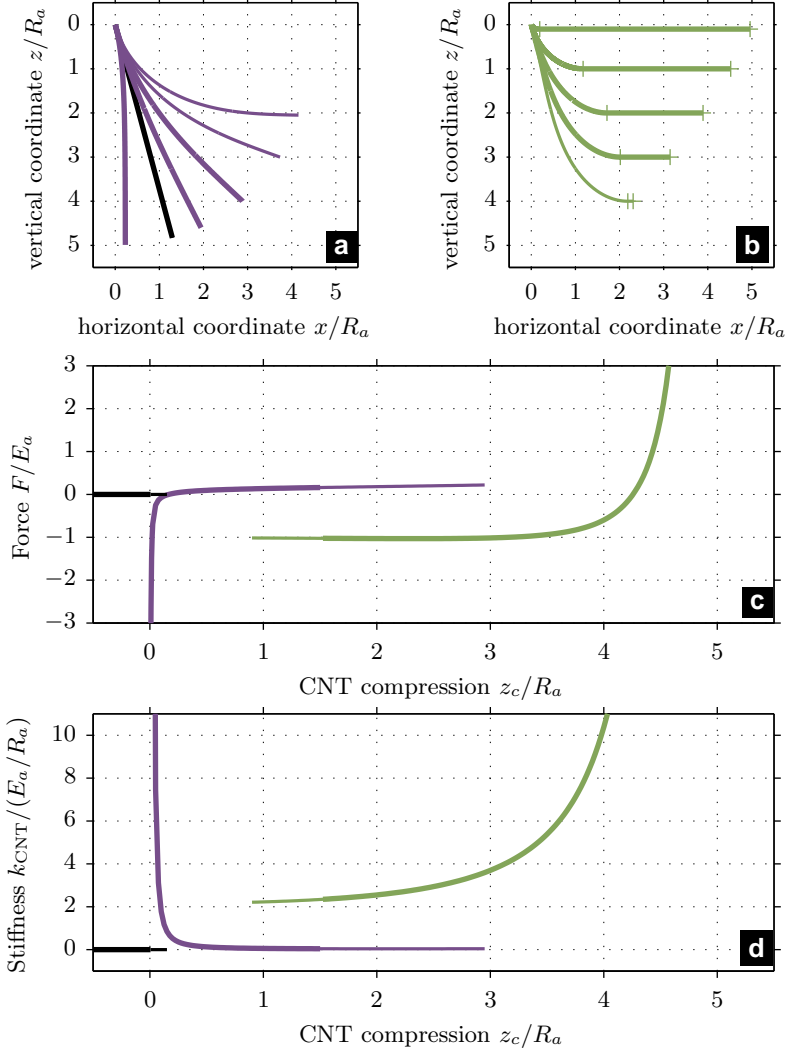 0
1
2
3
4
5
vertical coordinate z/R_a
0 1 2 3 4 5
horizontal coordinate x/R_a
a
0
1
2
3
4
5
vertical coordinate z/R_a
0 1 2 3 4 5
horizontal coordinate x/R_a
b
3
2
1
0
−1
−2
−3
Force F/E_a
0 1 2 3 4 5
CNT compression z_c/R_a
c
10
8
6
4
2
0
Stiffness k_CNT/(E_a/R_a)
0 1 2 3 4 5
CNT compression z_c/R_a
d